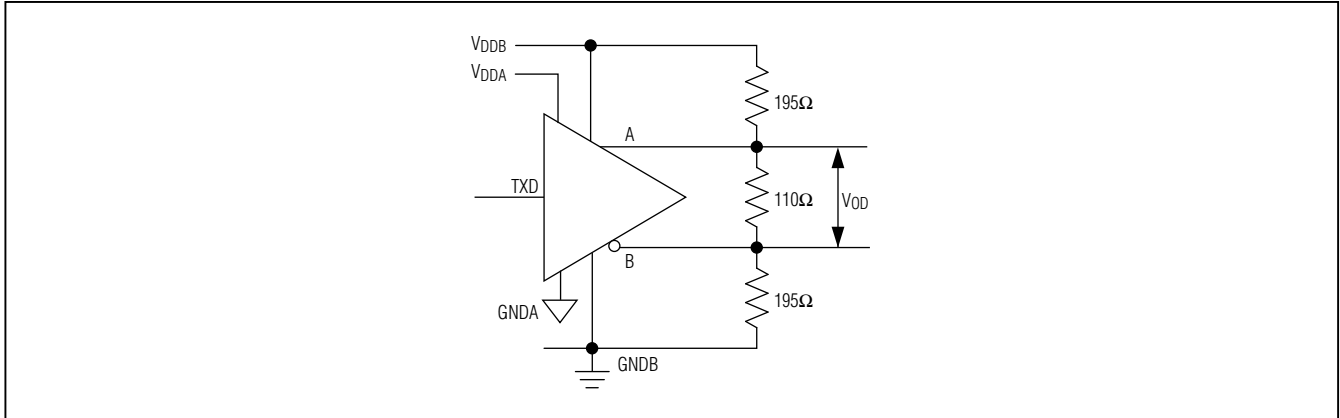 VDDB
VDDA
195Ω
A
TXD
110Ω
VOD
B
195Ω
GNDA
GNDB